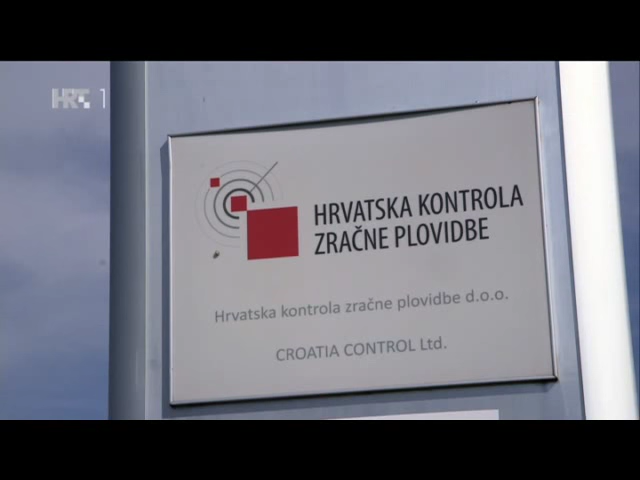 HRT 1
HRVATSKA KONTROLA
ZRAČNE PLOVIDBE
Hrvatska kontrola zračne plovidbe d.o.o.
CROATIA CONTROL Ltd.